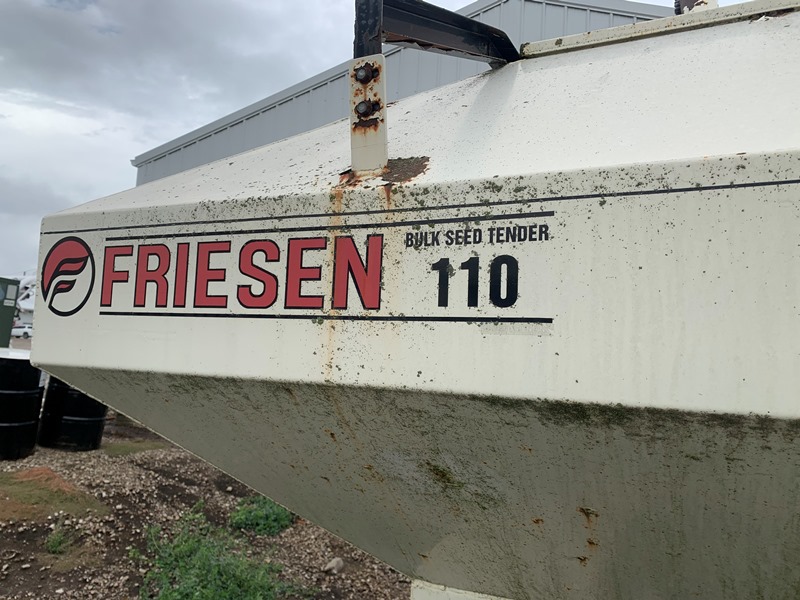 FRIESEN
BULK SEED TENDER
110